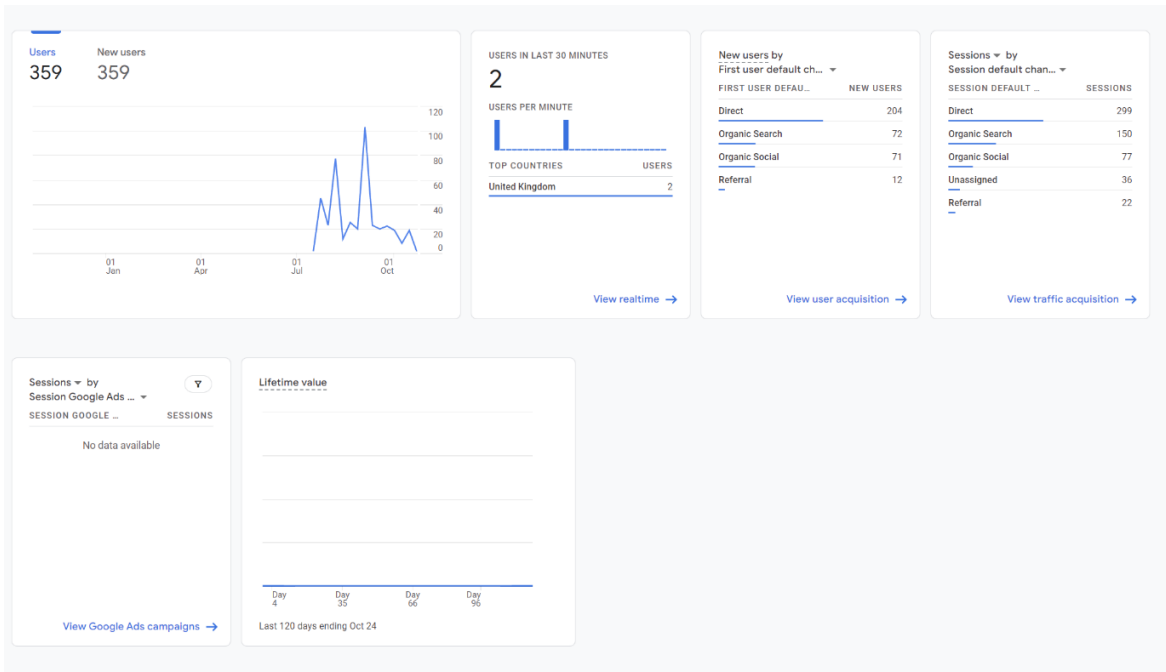 Users New users
359 359
120
100
80
60
40
20
0
01 Jan
01 Apr
01 Jul
01 Oct
USERS IN LAST 30 MINUTES
2
USERS PER MINUTE
TOP COUNTRIES USERS
United Kingdom 2
View realtime
New users by
First user default ch...
FIRST USER DEFAU... NEW USERS
Direct 204
Organic Search 72
Organic Social 71
Referral 12
View user acquisition
Sessions by
Session default chan...
SESSION DEFAULT ... SESSIONS
Direct 299
Organic Search 150
Organic Social 77
Unassigned 36
Referral 22
View traffic acquisition
Sessions by
Session Google Ads ...
SESSION GOOGLE ... SESSIONS
No data available
View Google Ads campaigns
Lifetime value
Day 4
Day 35
Day 66
Day 96
Last 120 days ending Oct 24